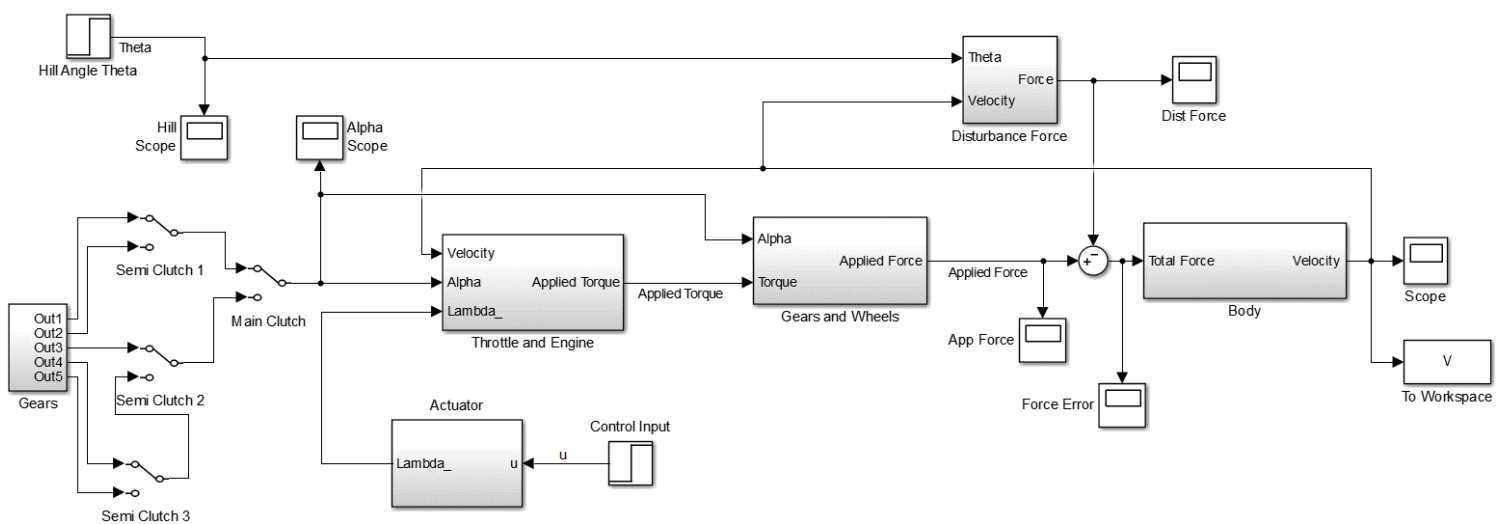 Theta
Hill Angle Theta
Theta
Force
Velocity
Disturbance Force
Dist Force
Hill
Scope
Alpha
Scope
Semi Clutch 1
Main Clutch
Velocity
Alpha
Applied Torque
Lambda_
Throttle and Engine
Applied Torque
Alpha
Applied Force
Torque
Gears and Wheels
Applied Force
App Force
+
−
Total Force
Velocity
Body
Scope
Out1
Out2
Out3
Out4
Out5
Gears
Semi Clutch 2
Semi Clutch 3
Actuator
Lambda_
u
u
Control Input
Force Error
V
To Workspace